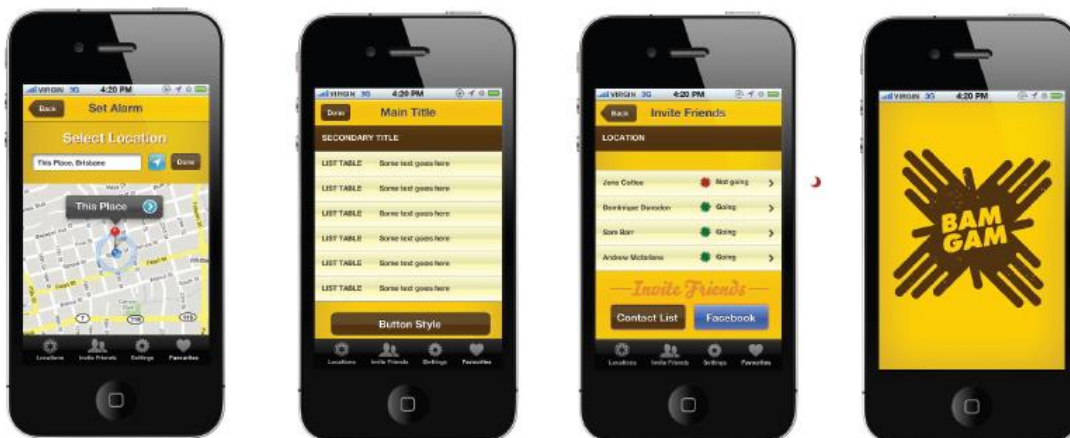 VIRGIN 3G 4:20 PM
Back Set Alarm
Select Location
This Place, Brisbane Done
This Place
Locations Invite Friends Settings Favourites
VIRGIN 3G 4:20 PM
Done Main Title
SECONDARY TITLE
LIST TABLE Some text goes here
LIST TABLE Some text goes here
LIST TABLE Some text goes here
LIST TABLE Some text goes here
LIST TABLE Some text goes here
LIST TABLE Some text goes here
Button Style
Locations Invite Friends Settings Favourites
VIRGIN 3G 4:20 PM
Back Invite Friends
LOCATION
Jena Coffee Not going
Dominique Dunsdon Going
Sam Barr Going
Andrew Mcfarlane Going
Invite Friends
Contact List Facebook
Locations Invite Friends Settings Favourites
VIRGIN 3G 4:20 PM
BAM
GAM